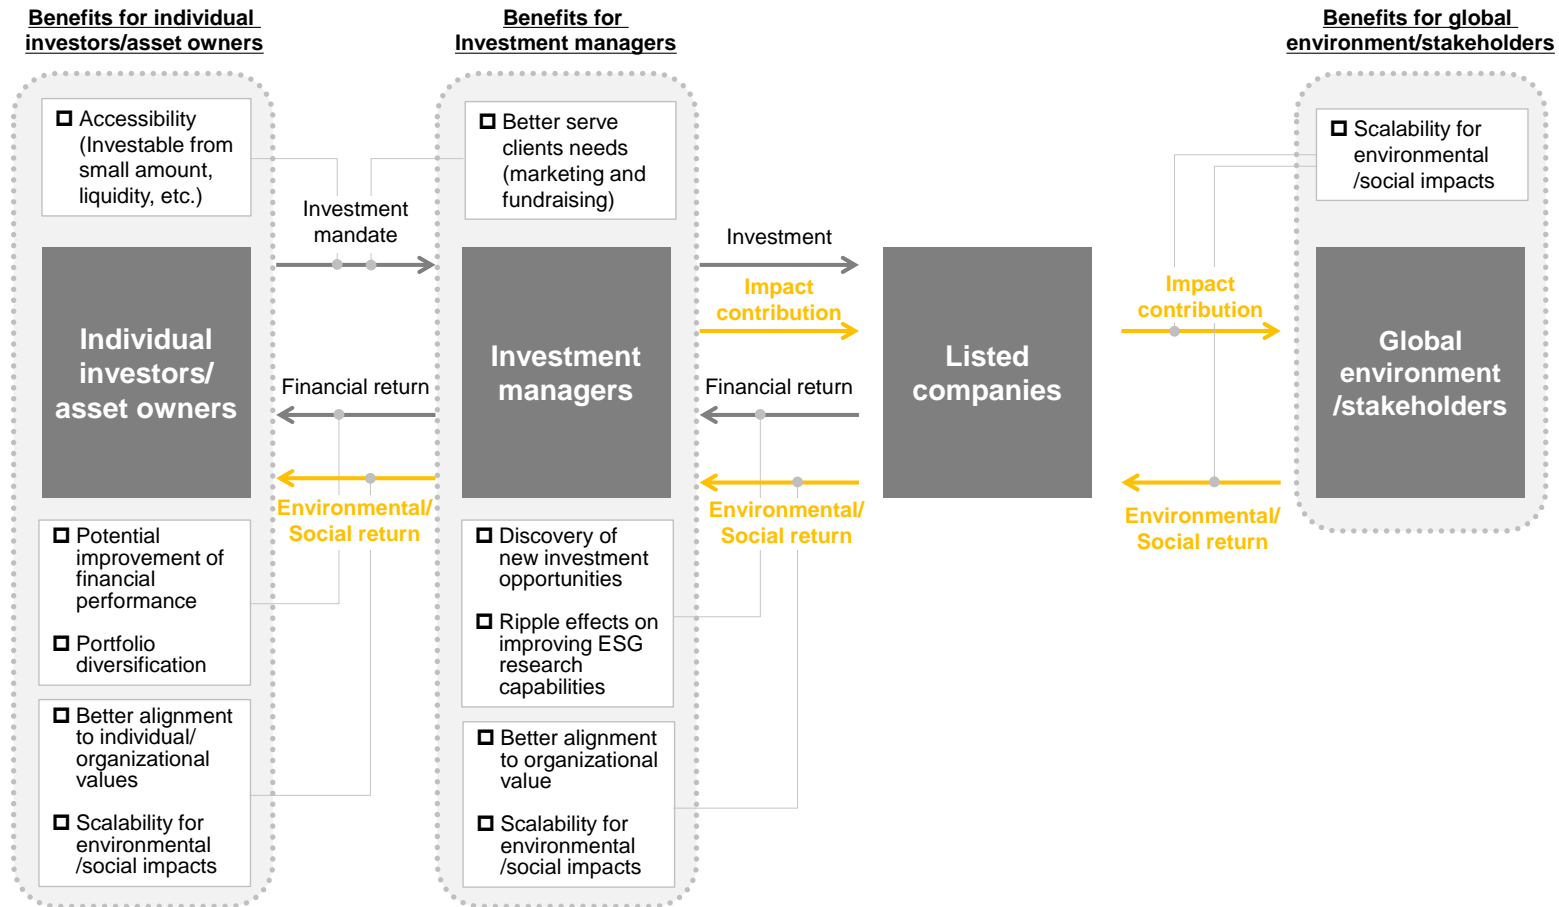 Benefits for individual
investors/asset owners
Accessibility
(Investable from
small amount,
liquidity, etc.)
Individual
investors/
asset owners
Potential
improvement of
financial
performance
Portfolio
diversification
Better alignment
to individual/
organizational
values
Scalability for
environmental
/social impacts
Investment
mandate
Financial return
Environmental/
Social return
Benefits for
Investment managers
Better serve
clients needs
(marketing and
fundraising)
Investment
managers
Discovery of
new investment
opportunities
Ripple effects on
improving ESG
research
capabilities
Better alignment
to organizational
value
Scalability for
environmental
/social impacts
Investment
Impact
contribution
Financial return
Environmental/
Social return
Listed
companies
Impact
contribution
Environmental/
Social return
Benefits for global
environment/stakeholders
Scalability for
environmental
/social impacts
Global
environment
/stakeholders